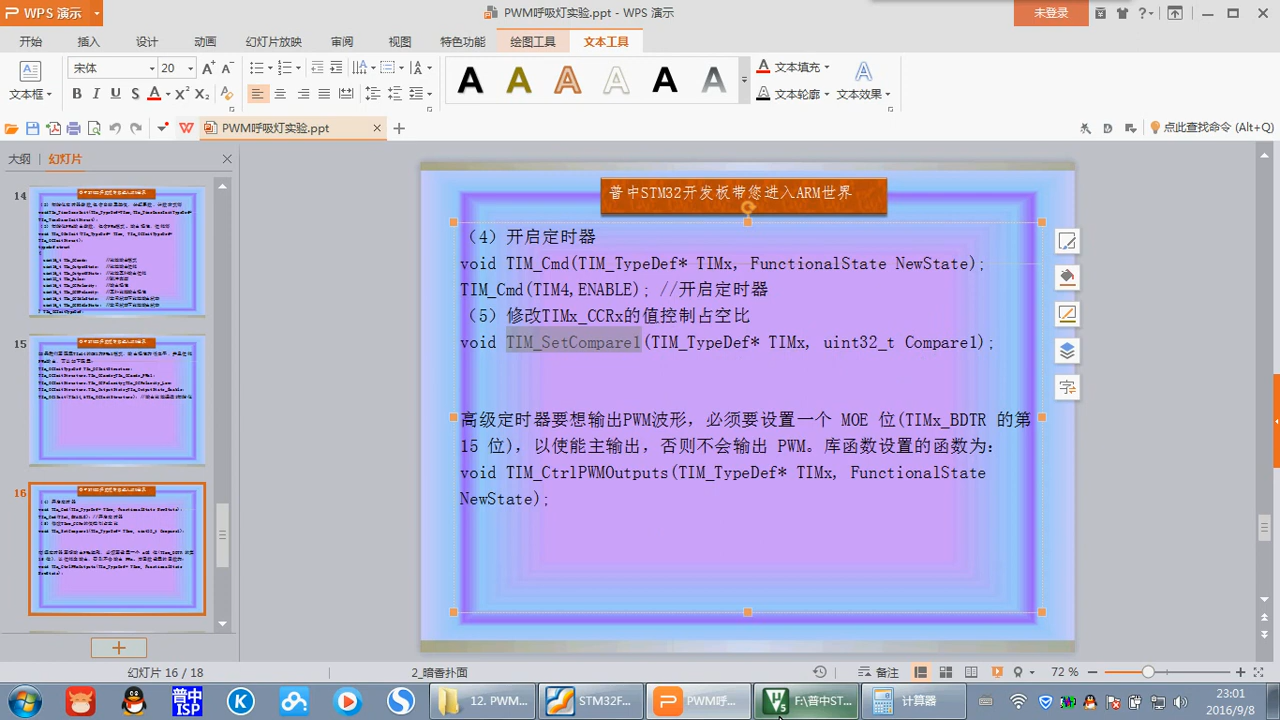 WPS 演示
PWM呼吸灯实验.ppt - WPS 演示
未登录
开始 插入 设计 动画 幻灯片放映 审阅 视图 特色功能 绘图工具 文本工具
文本框
宋体 20
B I U S A X² X₂
A A A A A A
文本填充
文本轮廓
文本效果
PWM呼吸灯实验.ppt
点此查找命令 (Alt+Q)
大纲 幻灯片
14
15
16
普中STM32开发板带您进入ARM世界
（4）开启定时器
void TIM_Cmd(TIM_TypeDef* TIMx, FunctionalState NewState);
TIM_Cmd(TIM4,ENABLE); //开启定时器
（5）修改TIMx_CCRx的值控制占空比
void TIM_SetCompare1(TIM_TypeDef* TIMx, uint32_t Compare1);
高级定时器要想输出PWM波形，必须要设置一个 MOE 位(TIMx_BDTR 的第
15 位)，以使能主输出，否则不会输出 PWM。库函数设置的函数为：
void TIM_CtrlPWMOutputs(TIM_TypeDef* TIMx, FunctionalState
NewState);
幻灯片 16 / 18
2_暗香扑面
备注
72 %
普中
ISP
12. PWM...
STM32F...
PWM呼...
F:\普中ST...
计算器
23:01
2016/9/8